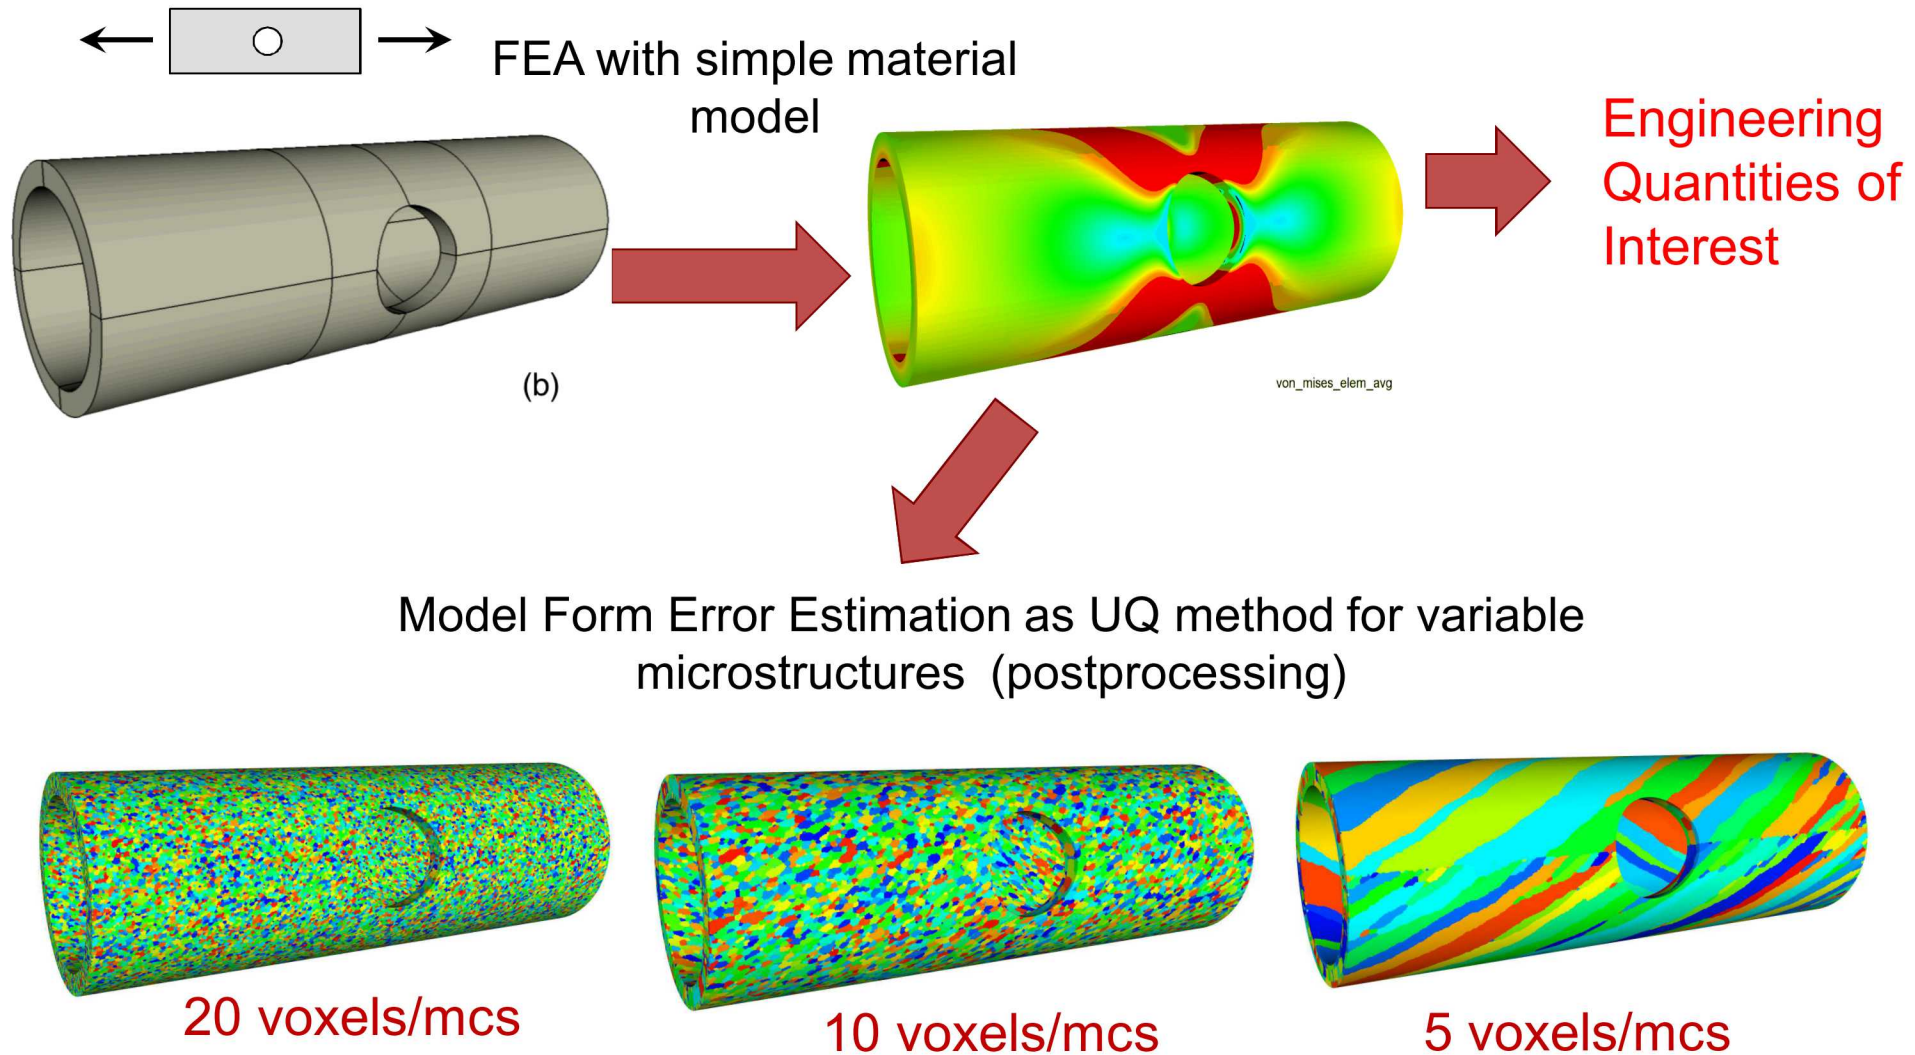 FEA with simple material
model
Engineering
Quantities of
Interest
(b)
von_mises_elem_avg
Model Form Error Estimation as UQ method for variable
microstructures (postprocessing)
20 voxels/mcs
10 voxels/mcs
5 voxels/mcs